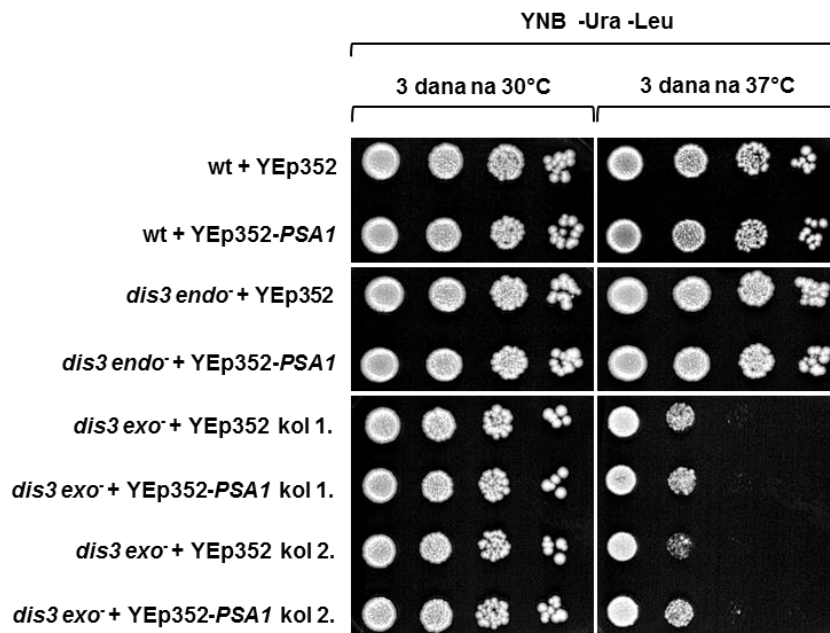 YNB -Ura -Leu
3 dana na 30°C
3 dana na 37°C
wt + YEp352
wt + YEp352-PSA1
dis3 endo⁻ + YEp352
dis3 endo⁻ + YEp352-PSA1
dis3 exo⁻ + YEp352 kol 1.
dis3 exo⁻ + YEp352-PSA1 kol 1.
dis3 exo⁻ + YEp352 kol 2.
dis3 exo⁻ + YEp352-PSA1 kol 2.